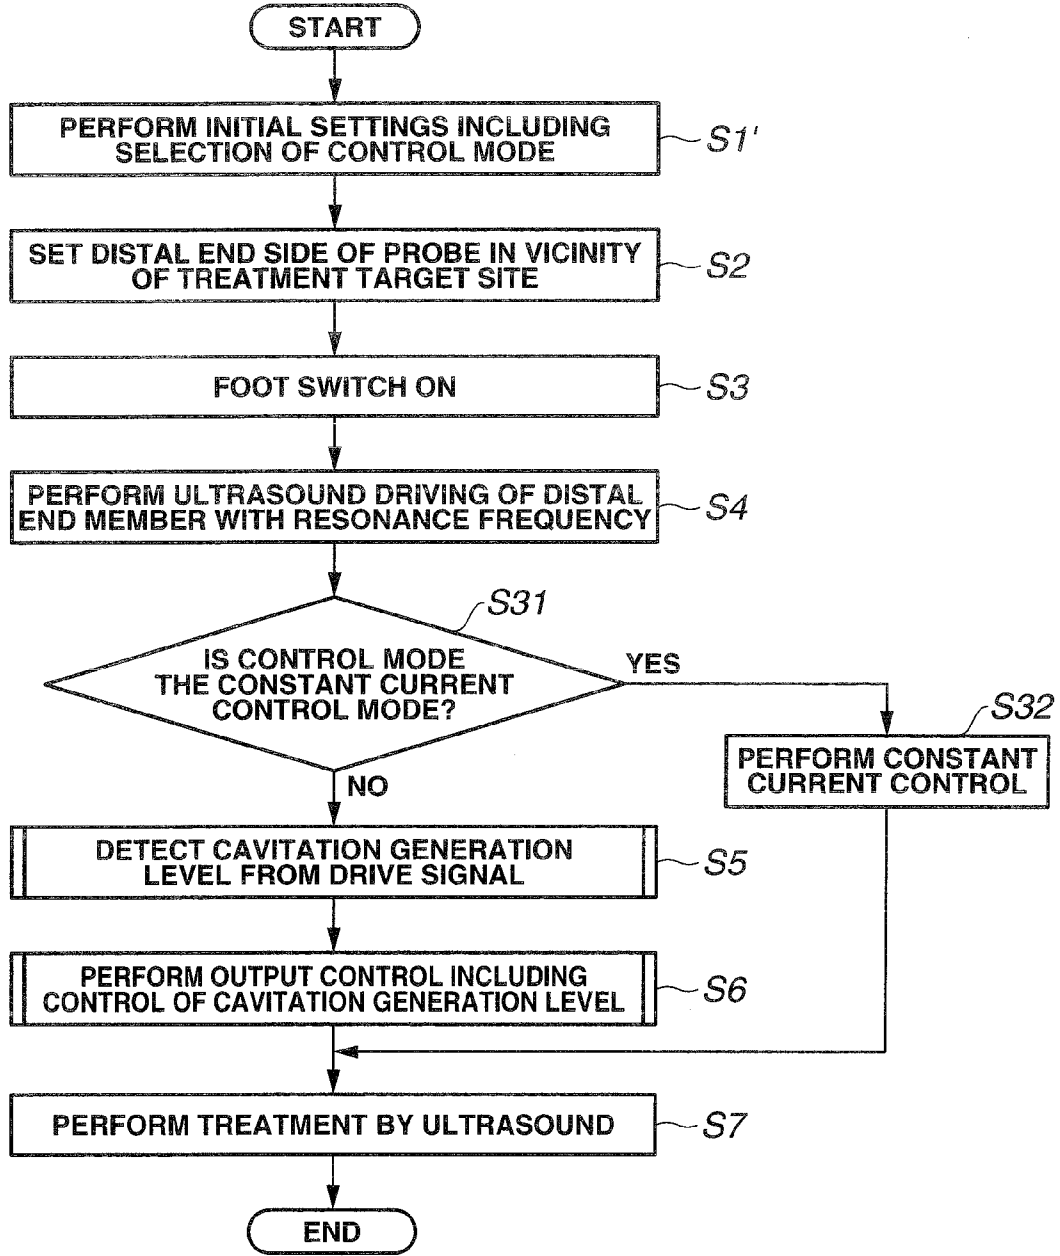 START
PERFORM INITIAL SETTINGS INCLUDING
SELECTION OF CONTROL MODE
S1'
SET DISTAL END SIDE OF PROBE IN VICINITY
OF TREATMENT TARGET SITE
S2
FOOT SWITCH ON
S3
PERFORM ULTRASOUND DRIVING OF DISTAL
END MEMBER WITH RESONANCE FREQUENCY
S4
S31
IS CONTROL MODE
THE CONSTANT CURRENT
CONTROL MODE?
YES
S32
PERFORM CONSTANT
CURRENT CONTROL
NO
DETECT CAVITATION GENERATION
LEVEL FROM DRIVE SIGNAL
S5
PERFORM OUTPUT CONTROL INCLUDING
CONTROL OF CAVITATION GENERATION LEVEL
S6
PERFORM TREATMENT BY ULTRASOUND
S7
END